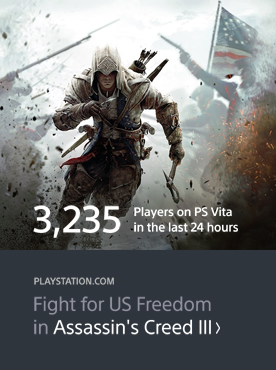 3,235 Players on PS Vita
in the last 24 hours
PLAYSTATION.COM
Fight for US Freedom
in Assassin's Creed III ›